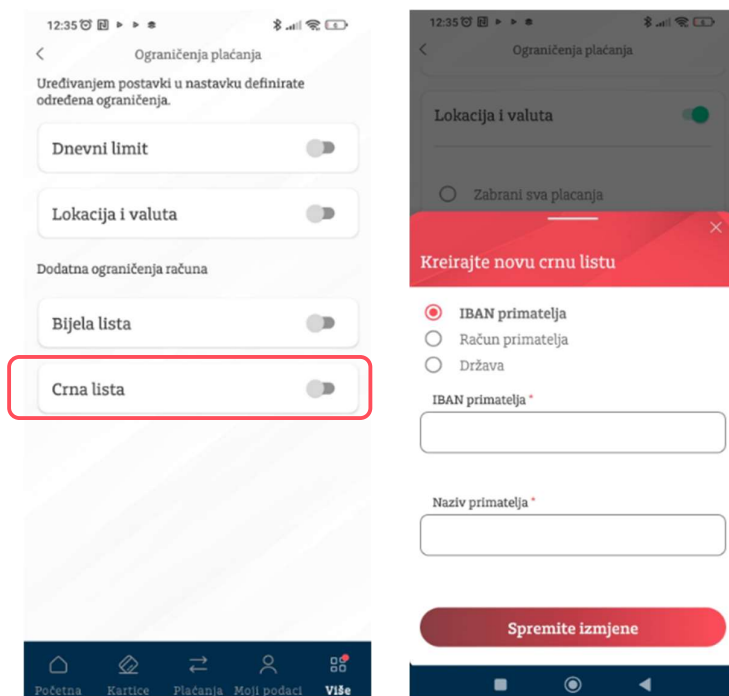 12:35
Ograničenja plaćanja
Uređivanjem postavki u nastavku definirate
određena ograničenja.
Dnevni limit
Lokacija i valuta
Dodatna ograničenja računa
Bijela lista
Crna lista
Početna Kartice Plaćanja Moji podaci Više
12:35
Ograničenja plaćanja
Lokacija i valuta
Zabrani sva placanja
Kreirajte novu crnu listu
IBAN primatelja
Račun primatelja
Država
IBAN primatelja *
Naziv primatelja *
Spremite izmjene